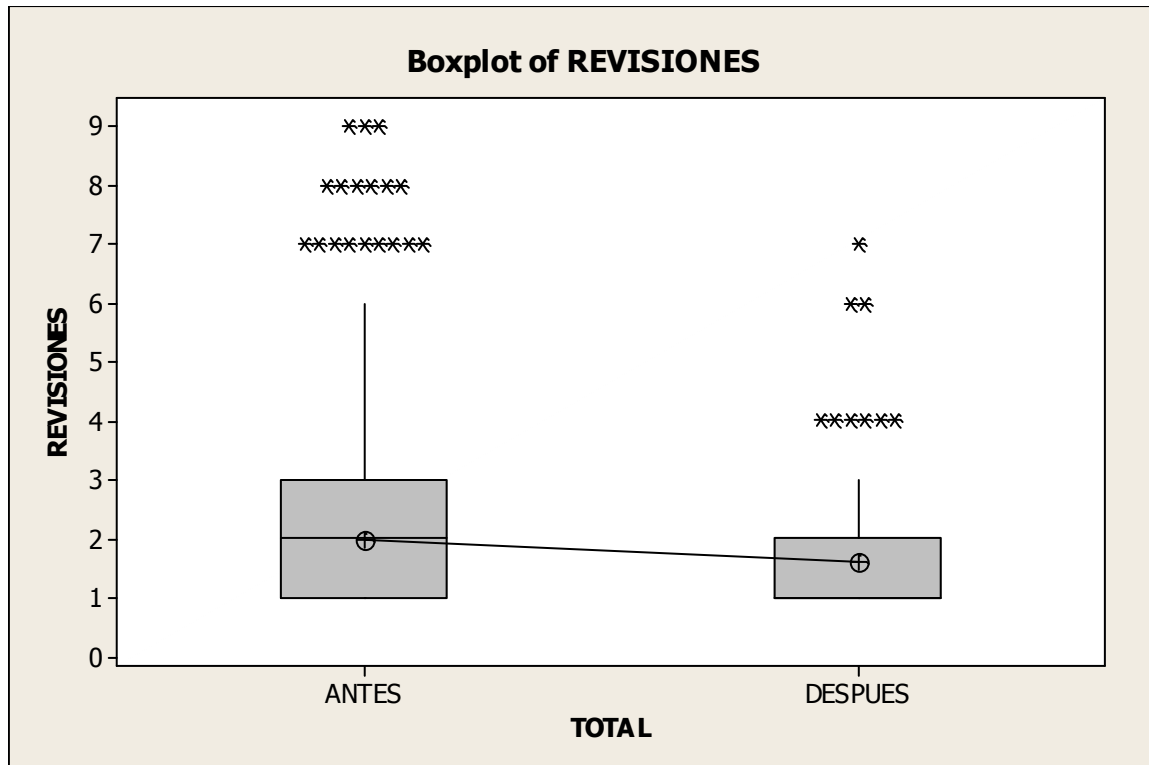 Boxplot of REVISIONES
9
8
7
6
5
4
3
2
1
0
REVISIONES
ANTES DESPUES
TOTAL